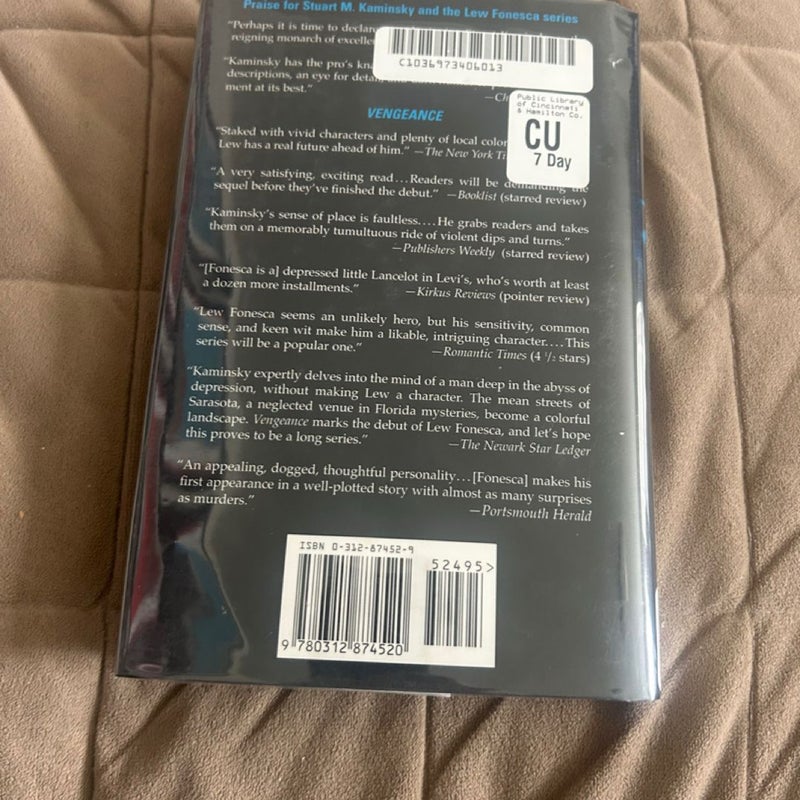 Praise for Stuart M. Kaminsky and the Lew Fonesca series
"Perhaps it is time to declare
reigning monarch of
C1036973406013
"Kaminsky has the pro's
descriptions, an eye for
ment at its best."
Public Library
of Cincinnati
& Hamilton Co.
CU
7 Day
VENGEANCE
"Staked with vivid characters and plenty of local
Lew has a real future ahead of him." —The New York
"A very satisfying, exciting read...Readers will be demanding the
sequel before they've finished the debut." —Booklist (starred review)
"Kaminsky's sense of place is faultless....He grabs readers and takes
them on a memorably tumultuous ride of violent dips and turns."
—Publishers Weekly (starred review)
"[Fonesca is a] depressed little Lancelot in Levi's, who's worth at least
a dozen more installments." —Kirkus Reviews (pointer review)
"Lew Fonesca seems an unlikely hero, but his sensitivity, common
sense, and keen wit make him a likable, intriguing character....This
series will be a popular one." —Romantic Times (4 1/2 stars)
"Kaminsky expertly delves into the mind of a man deep in the abyss of
depression, without making Lew a character. The mean streets of
Sarasota, a neglected venue in Florida mysteries, become a colorful
landscape. Vengeance marks the debut of Lew Fonesca, and let's hope
this proves to be a long series." —The Newark Star Ledger
"An appealing, dogged, thoughtful personality...[Fonesca] makes his
first appearance in a well-plotted story with almost as many surprises
as murders." —Portsmouth Herald
ISBN 0-312-87452-9
52495>
9 780312 874520